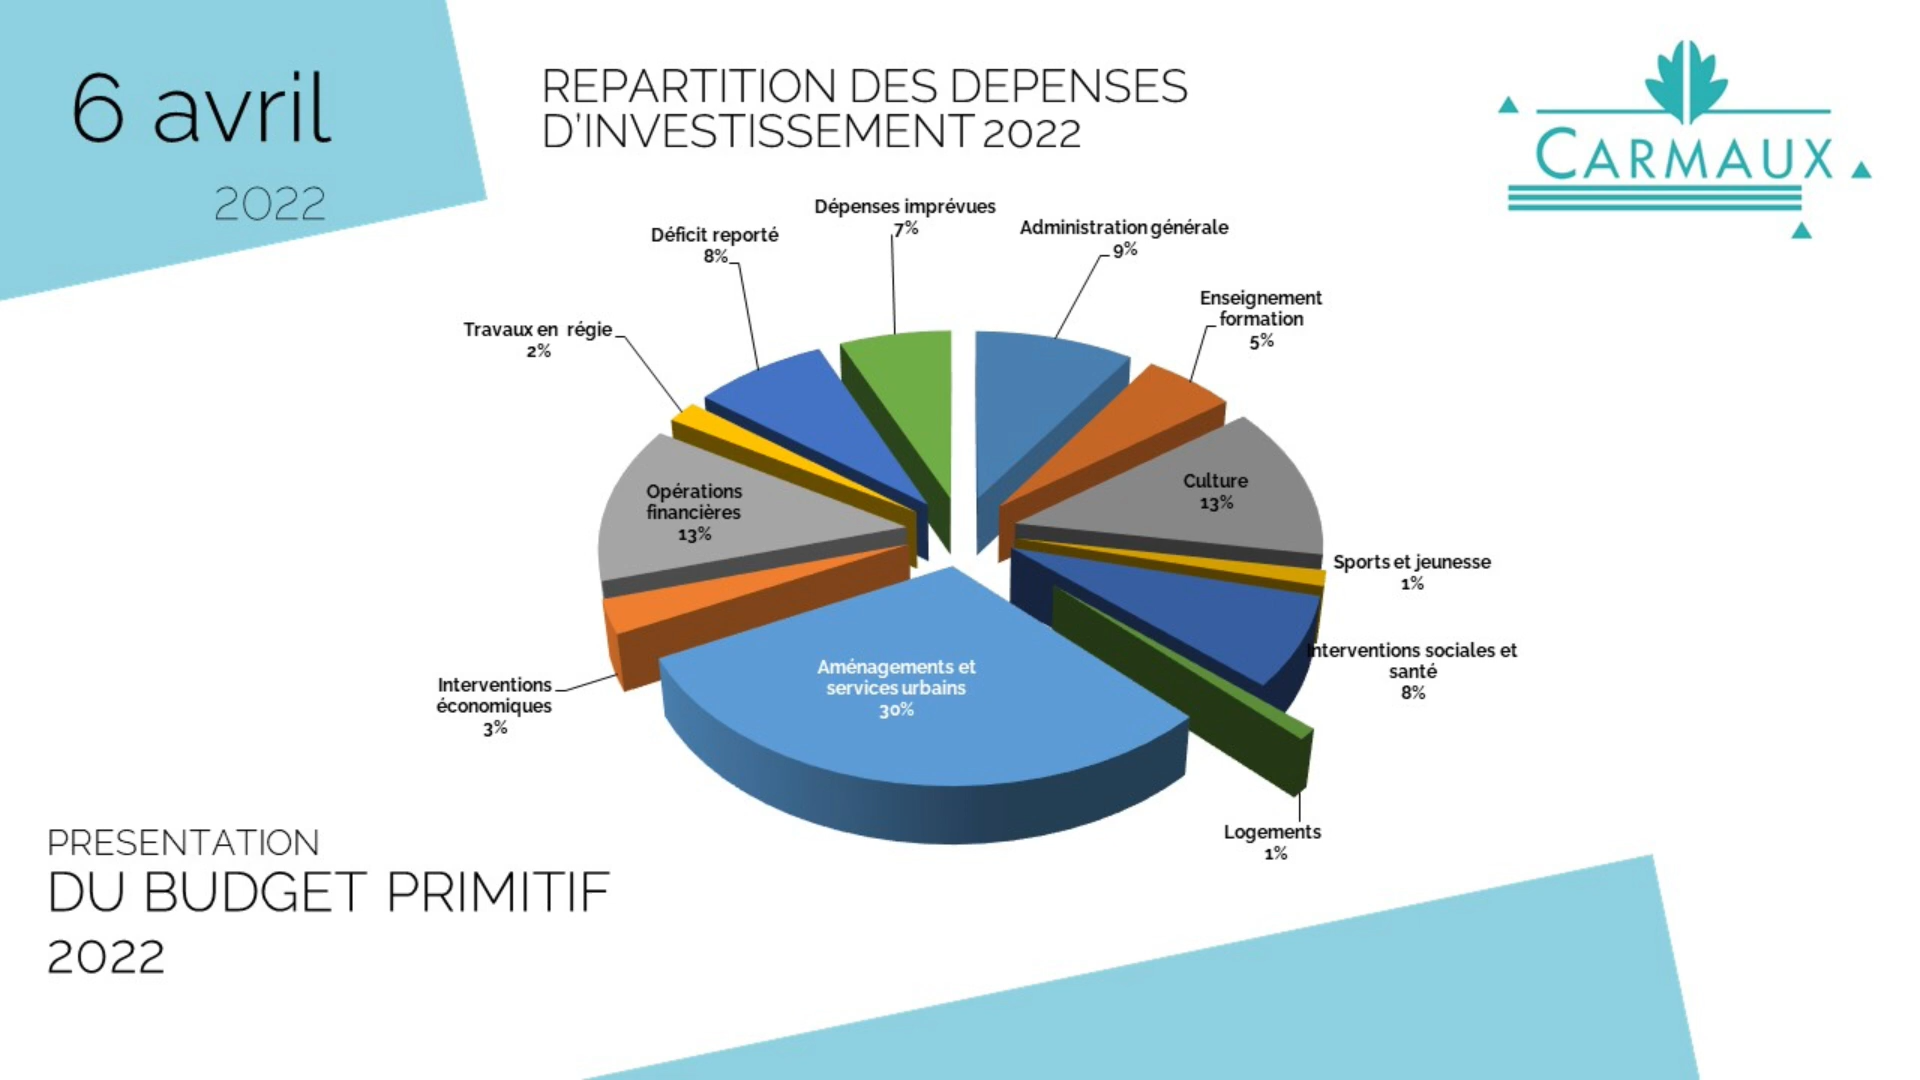 6 avril
2022
REPARTITION DES DEPENSES
D'INVESTISSEMENT 2022
CARMAUX
Dépenses imprévues
7%
Administration générale
9%
Déficit reporté
8%
Enseignement
formation
5%
Travaux en régie
2%
Culture
13%
Opérations
financières
13%
Sports et jeunesse
1%
Interventions sociales et
santé
8%
Aménagements et
services urbains
30%
Interventions
économiques
3%
Logements
1%
PRESENTATION
DU BUDGET PRIMITIF
2022